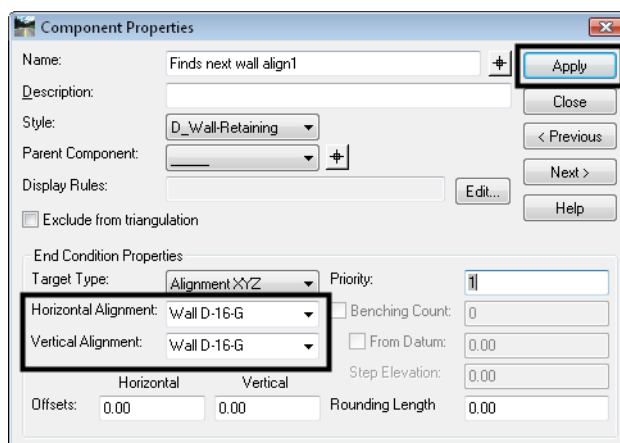 Component Properties
Name: Finds next wall align1 Apply
Description: Close
Style: D_Wall-Retaining < Previous
Parent Component: _____ Next >
Display Rules: Edit... Help
Exclude from triangulation
End Condition Properties
Target Type: Alignment XYZ Priority: 1
Horizontal Alignment: Wall D-16-G Benching Count: 0
Vertical Alignment: Wall D-16-G From Datum: 0.00
Step Elevation: 0.00
Horizontal Vertical
Offsets: 0.00 0.00 Rounding Length 0.00